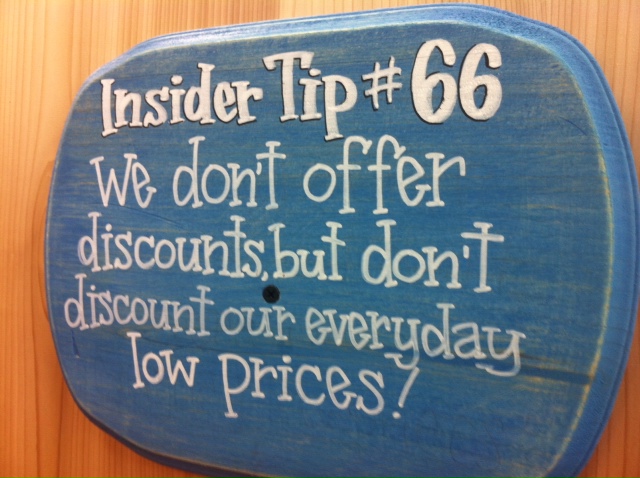 Insider Tip # 66
We don't offer
discounts, but don't
discount our everyday
low prices!